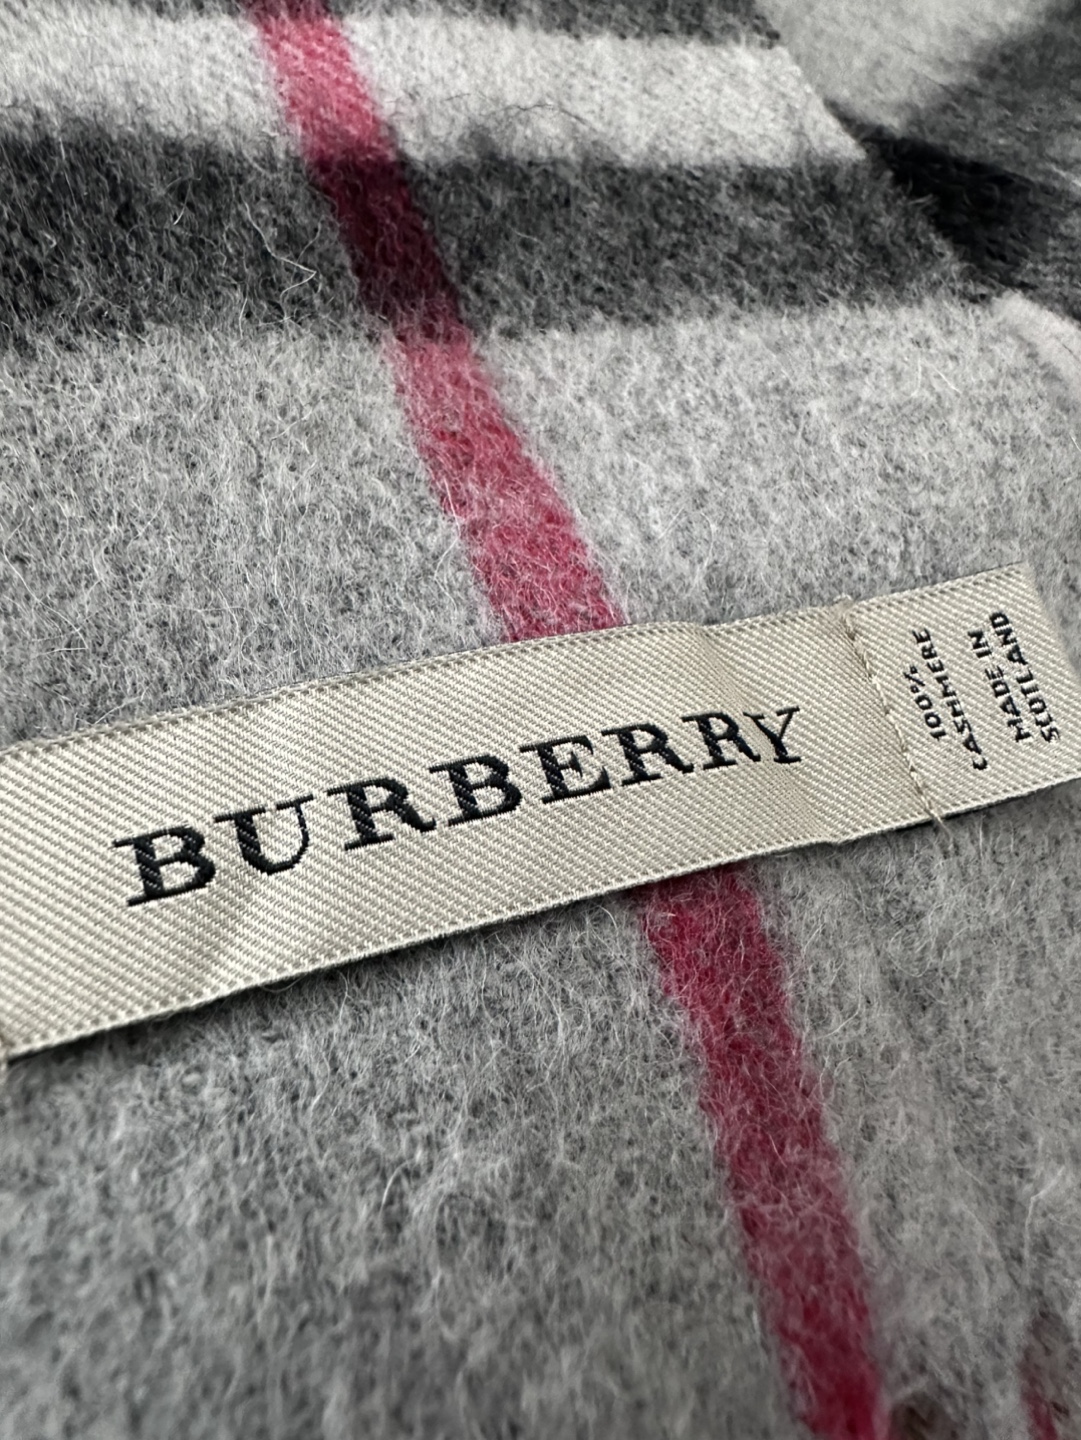 BURBERRY
100%
CASHMERE
MADE IN
SCOTLAND